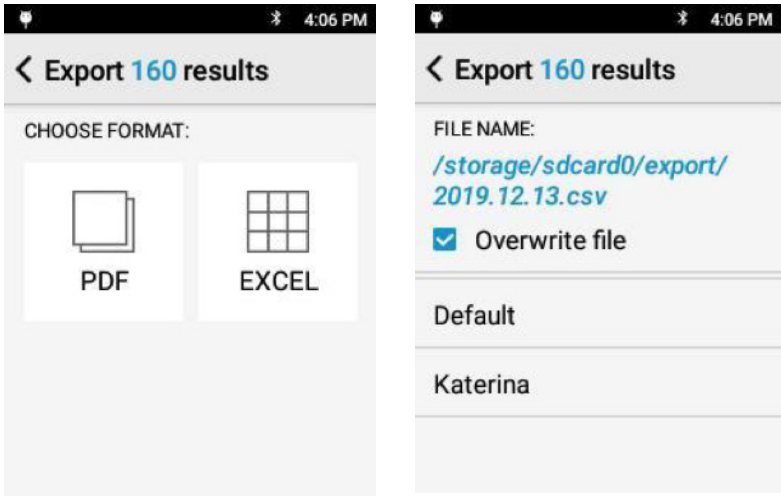 4:06 PM
Export 160 results
CHOOSE FORMAT:
PDF
EXCEL
4:06 PM
Export 160 results
FILE NAME:
/storage/sdcard0/export/
2019.12.13.csv
Overwrite file
Default
Katerina